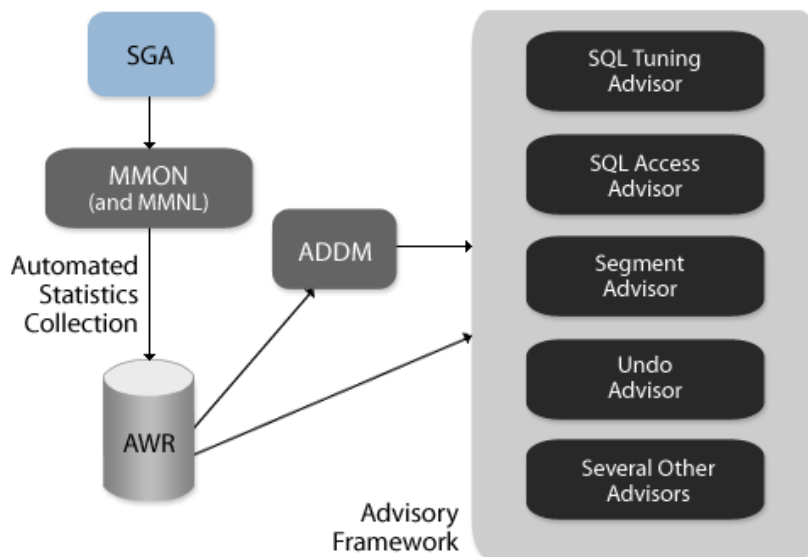 SGA
MMON
(and MMNL)
Automated
Statistics
Collection
AWR
ADDM
SQL Tuning
Advisor
SQL Access
Advisor
Segment
Advisor
Undo
Advisor
Several Other
Advisors
Advisory
Framework